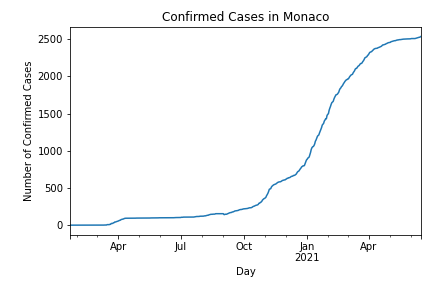 Confirmed Cases in Monaco
Number of Confirmed Cases
2500
2000
1500
1000
500
0
Apr
Jul
Oct
Jan
2021
Apr
Day